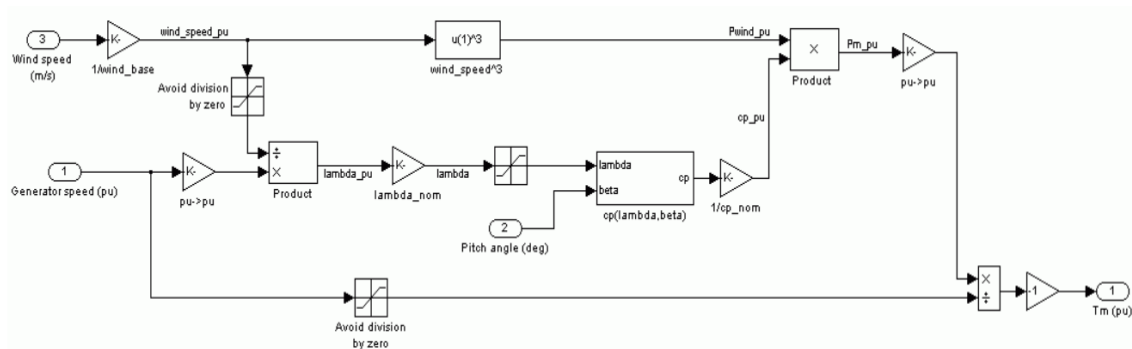 3
Wind speed
(m/s)
K-
1/wind_base
wind_speed_pu
u(1)^3
wind_speed^3
Pwind_pu
X
Product
Pm_pu
K-
pu->pu
Avoid division
by zero
cp_pu
1
Generator speed (pu)
K-
pu->pu
÷
X
Product
lambda_pu
K-
lambda_nom
lambda
lambda
beta
cp
cp(lambda,beta)
K-
1/cp_nom
2
Pitch angle (deg)
Avoid division
by zero
X
÷
-1
1
Tm (pu)